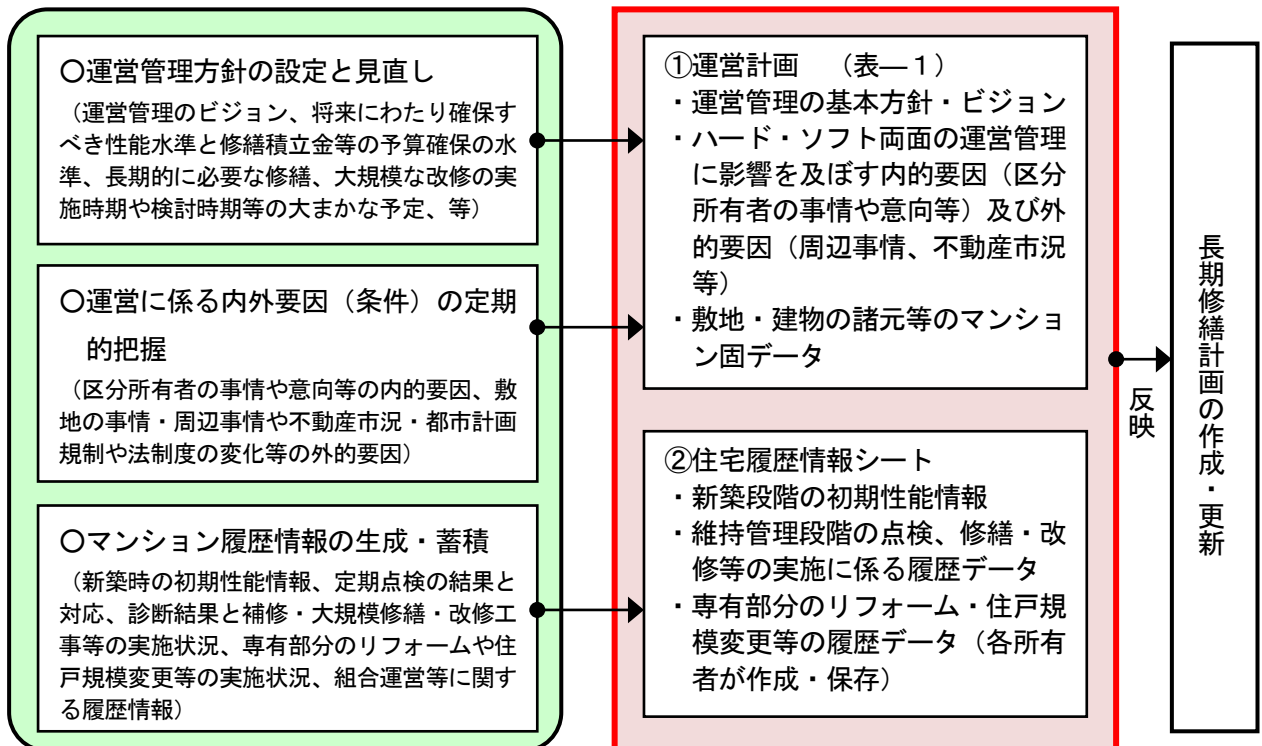 〇運営管理方針の設定と見直し
（運営管理のビジョン、将来にわたり確保す
べき性能水準と修繕積立金等の予算確保の水
準、長期的に必要な修繕、大規模な改修の実
施時期や検討時期等の大まかな予定、等）
〇運営に係る内外要因（条件）の定期
的把握
（区分所有者の事情や意向等の内的要因、敷
地の事情・周辺事情や不動産市況・都市計画
規制や法制度の変化等の外的要因）
〇マンション履歴情報の生成・蓄積
（新築時の初期性能情報、定期点検の結果と
対応、診断結果と補修・大規模修繕・改修工
事等の実施状況、専有部分のリフォームや住
戸規模変更等の実施状況、組合運営等に関す
る履歴情報）
①運営計画　（表―１）
・運営管理の基本方針・ビジョン
・ハード・ソフト両面の運営管理
に影響を及ぼす内的要因（区分
所有者の事情や意向等）及び外
的要因（周辺事情、不動産市況
等）
・敷地・建物の諸元等のマンショ
ン固データ
②住宅履歴情報シート
・新築段階の初期性能情報
・維持管理段階の点検、修繕・改
修等の実施に係る履歴データ
・専有部分のリフォーム・住戸規
模変更等の履歴データ（各所有
者が作成・保存）
反映
長期修繕計画の作成・更新